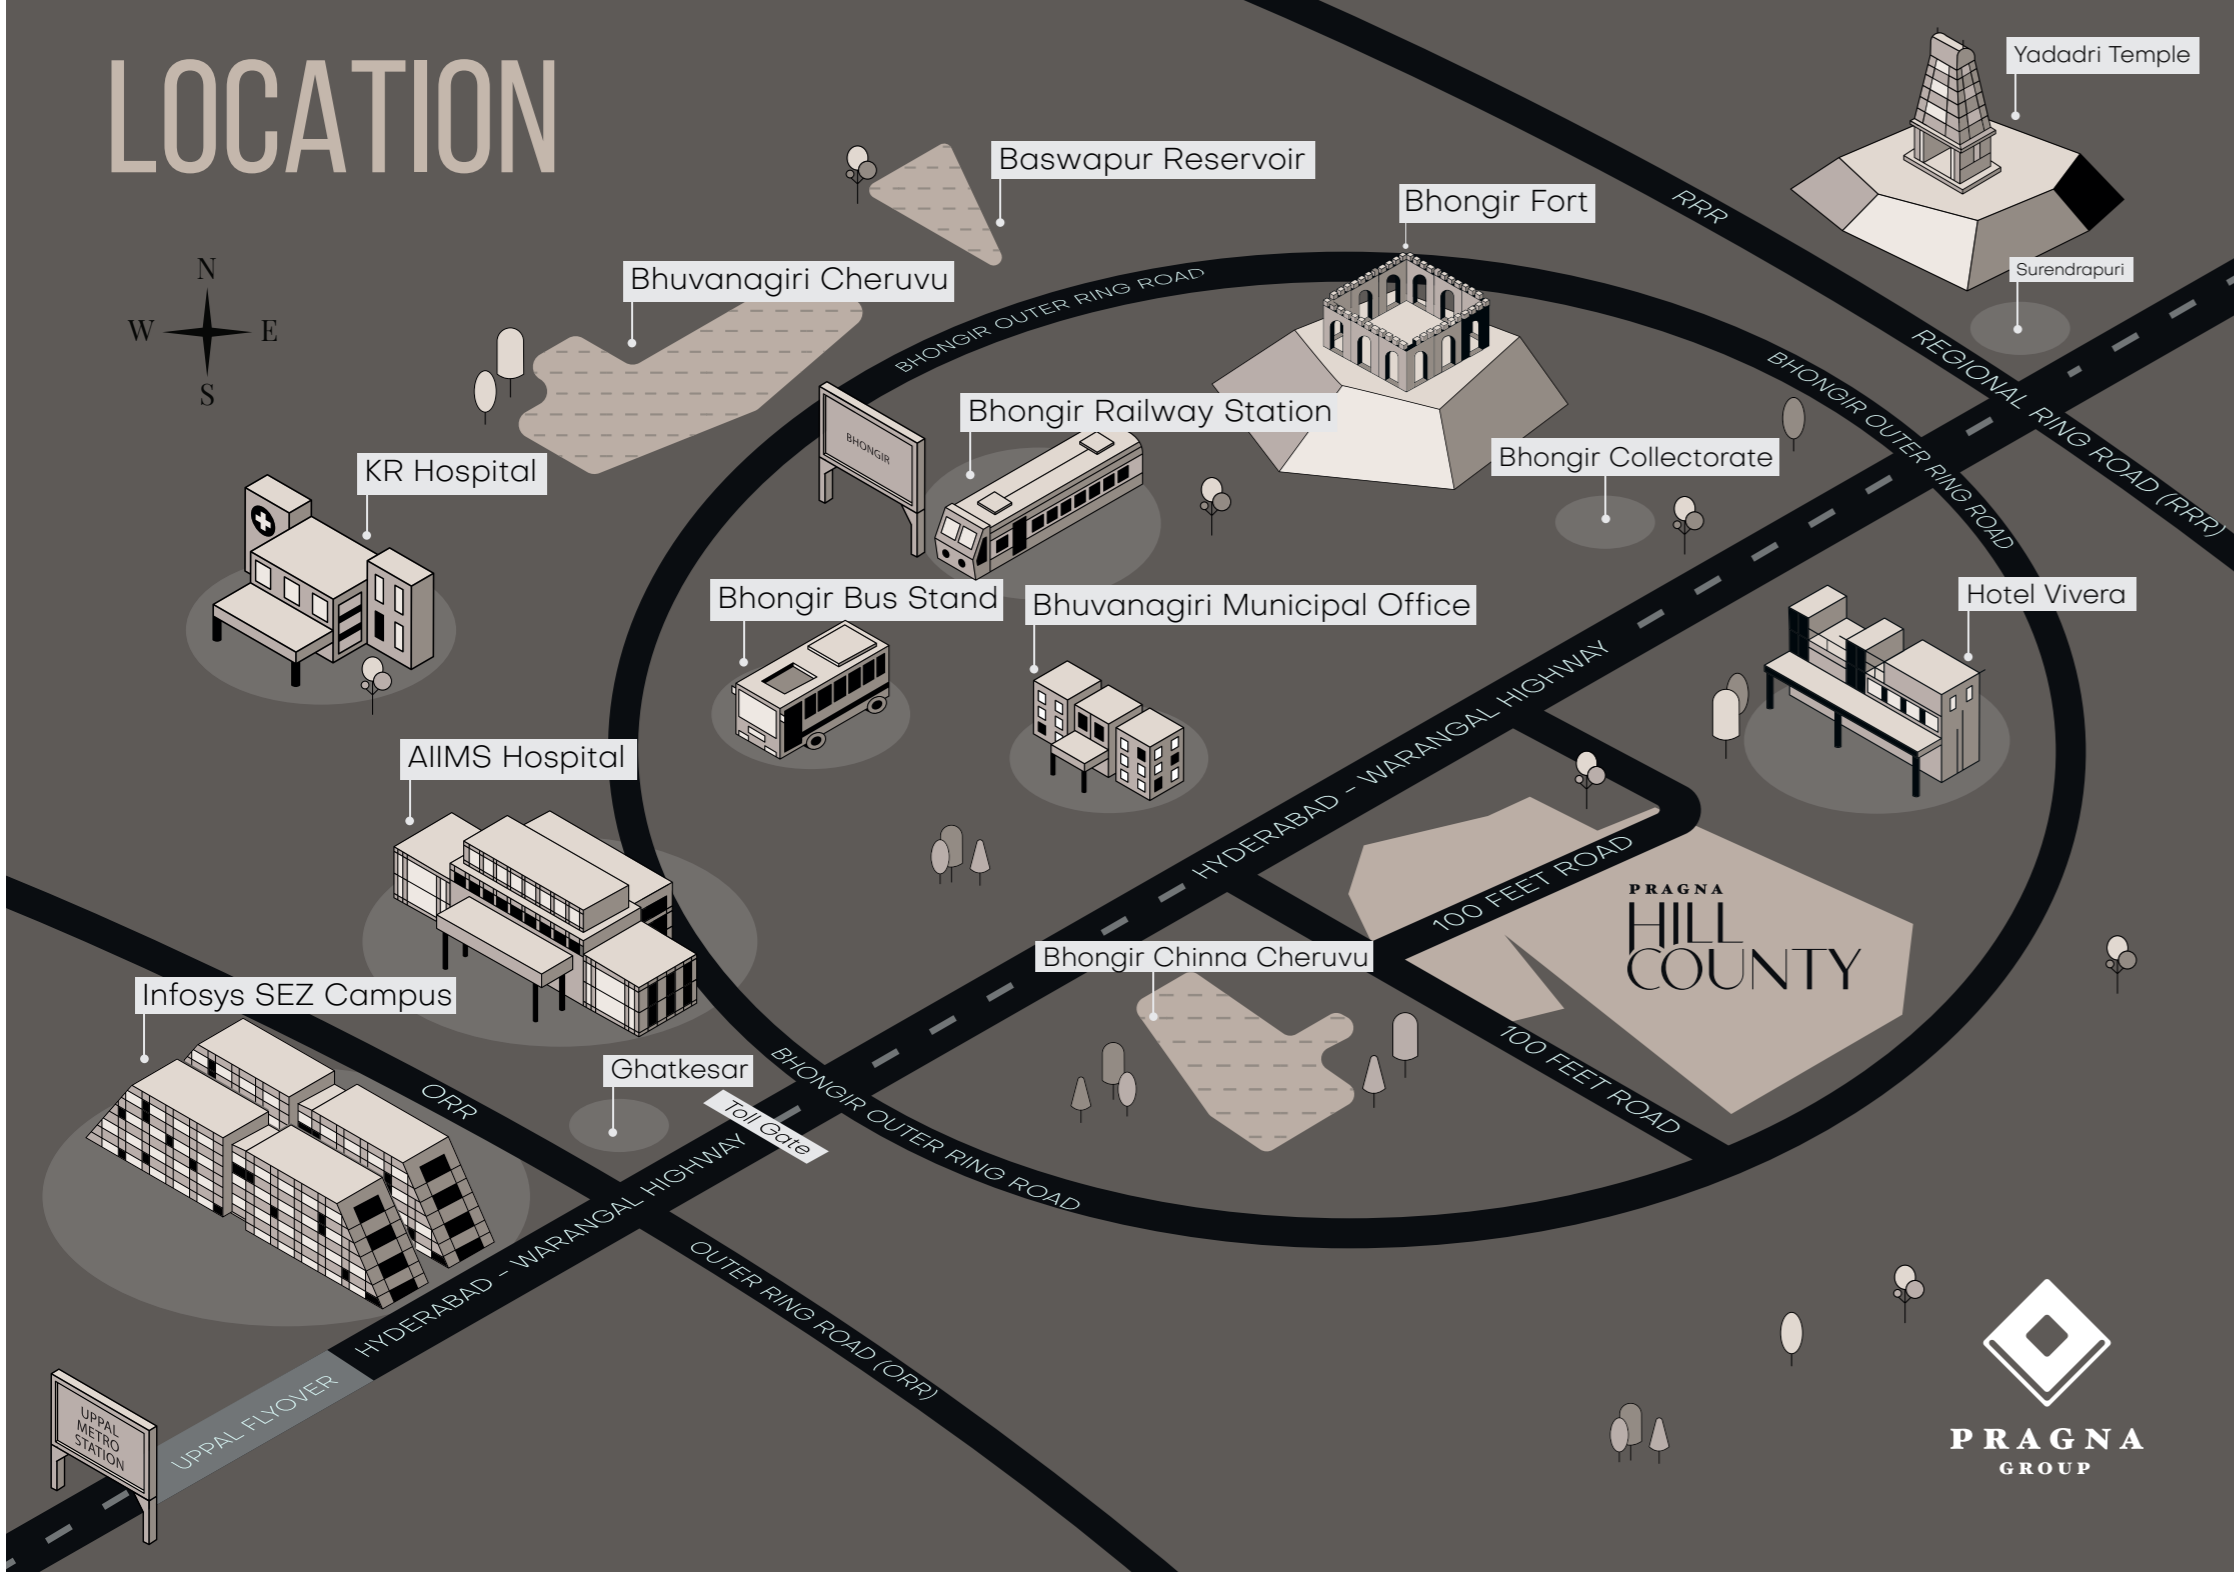 LOCATION
Yadadri Temple
Baswapur Reservoir
Bhongir Fort
RRR
N
W
E
S
Bhuvanagiri Cheruvu
BHONGIR OUTER RING ROAD
Surendrapuri
REGIONAL RING ROAD (RRR)
BHONGIR OUTER RING ROAD
BHONGIR
Bhongir Railway Station
Bhongir Collectorate
KR Hospital
Bhongir Bus Stand
Bhuvanagiri Municipal Office
Hotel Vivera
HYDERABAD - WARANGAL HIGHWAY
AIIMS Hospital
100 FEET ROAD
PRAGNA
HILL
COUNTY
Bhongir Chinna Cheruvu
Infosys SEZ Campus
100 FEET ROAD
Ghatkesar
ORR
Toll Gate
BHONGIR OUTER RING ROAD
HYDERABAD - WARANGAL HIGHWAY
OUTER RING ROAD (ORR)
UPPAL FLYOVER
UPPAL
METRO
STATION
PRAGNA
GROUP